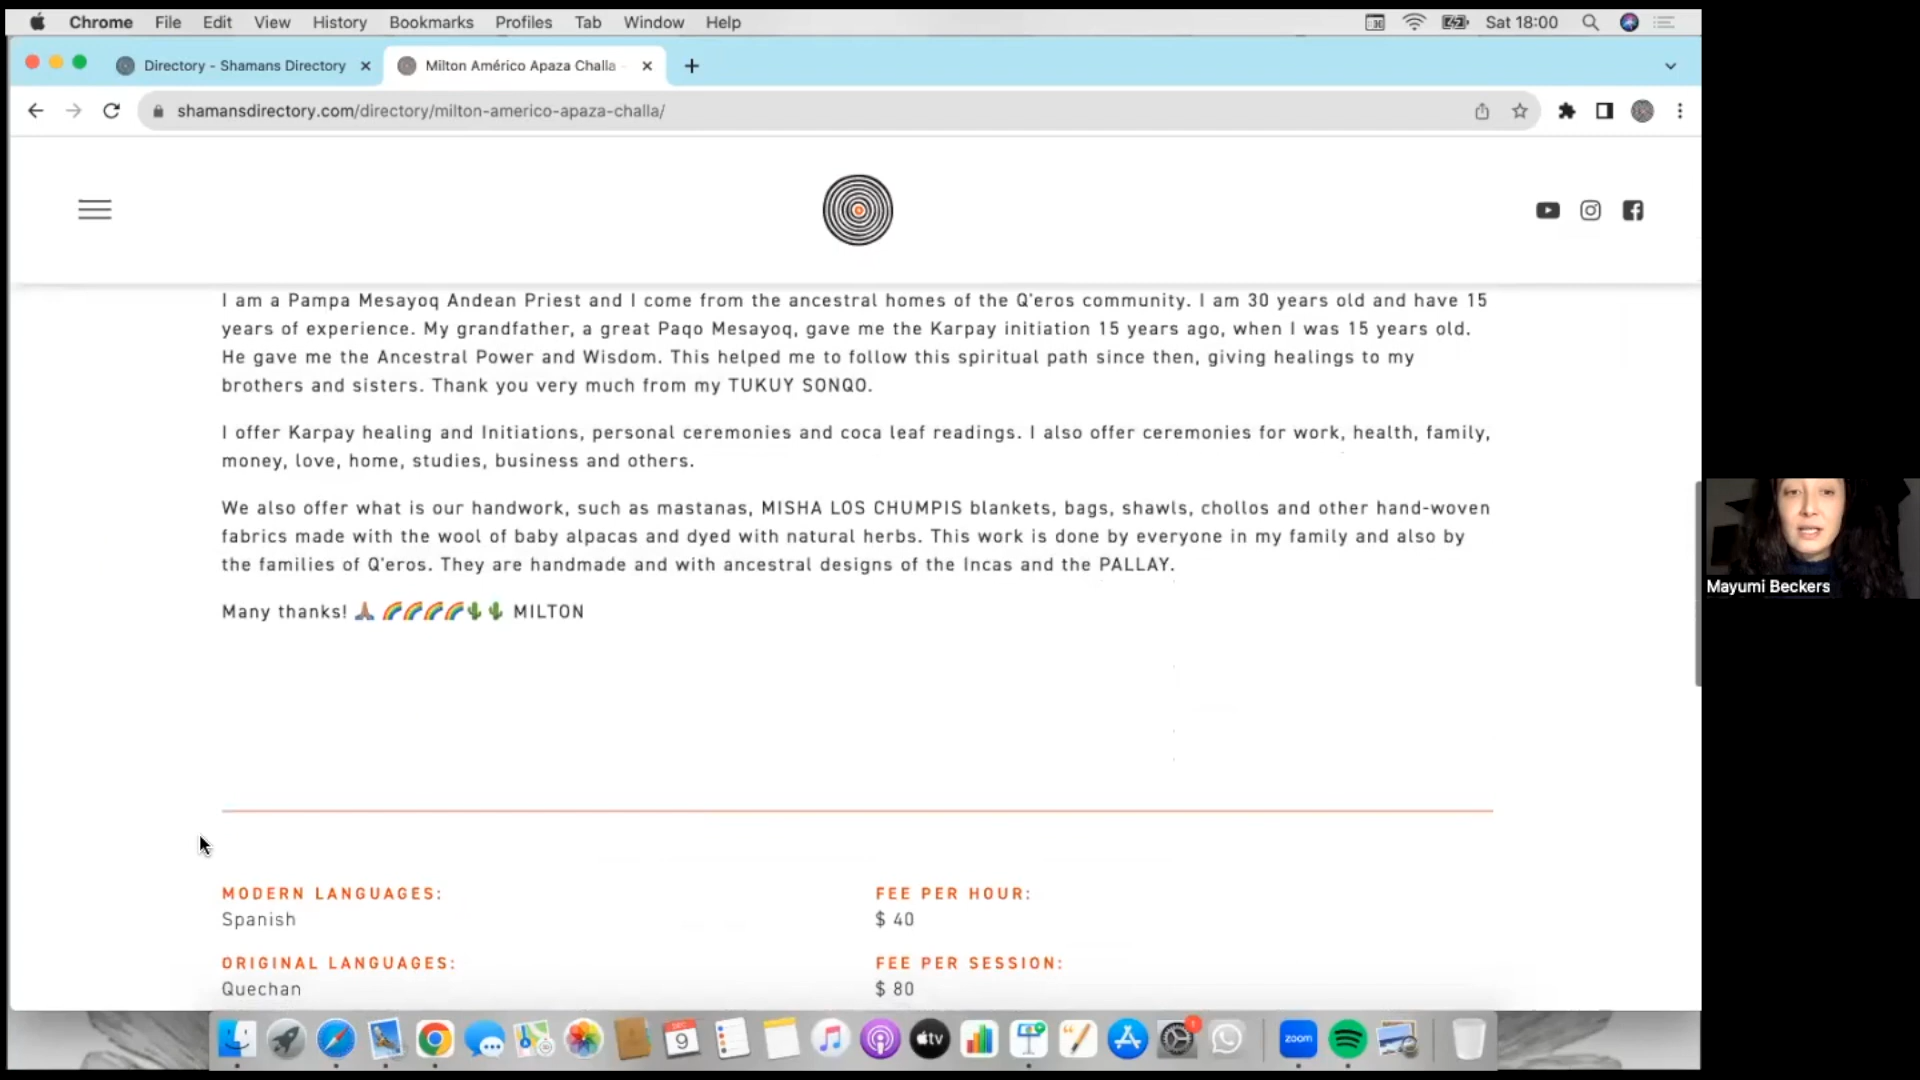 Chrome File Edit View History Bookmarks Profiles Tab Window Help Sat 18:00
Directory - Shamans Directory Milton Américo Apaza Challa
shamansdirectory.com/directory/milton-americo-apaza-challa/
I am a Pampa Mesayoq Andean Priest and I come from the ancestral homes of the Q'eros community. I am 30 years old and have 15
years of experience. My grandfather, a great Paqo Mesayoq, gave me the Karpay initiation 15 years ago, when I was 15 years old.
He gave me the Ancestral Power and Wisdom. This helped me to follow this spiritual path since then, giving healings to my
brothers and sisters. Thank you very much from my TUKUY SONQO.
I offer Karpay healing and Initiations, personal ceremonies and coca leaf readings. I also offer ceremonies for work, health, family,
money, love, home, studies, business and others.
We also offer what is our handwork, such as mastanas, MISHA LOS CHUMPIS blankets, bags, shawls, chollos and other hand-woven
fabrics made with the wool of baby alpacas and dyed with natural herbs. This work is done by everyone in my family and also by
the families of Q'eros. They are handmade and with ancestral designs of the Incas and the PALLAY.
Many thanks! 🙏🏽 🌈🌈🌈🌈🌵🌵 MILTON
Mayumi Beckers
MODERN LANGUAGES:
Spanish
FEE PER HOUR:
$ 40
ORIGINAL LANGUAGES:
Quechan
FEE PER SESSION:
$ 80
DEC
9
tv
1
zoom